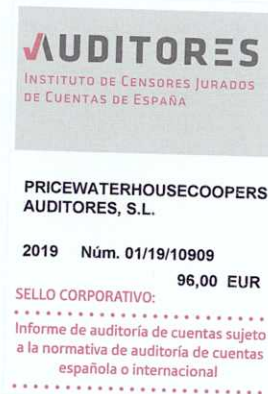 AUDITORES
INSTITUTO DE CENSORES JURADOS
DE CUENTAS DE ESPAÑA
PRICEWATERHOUSECOOPERS
AUDITORES, S.L.
2019 Núm. 01/19/10909
96,00 EUR
SELLO CORPORATIVO:
Informe de auditoría de cuentas sujeto
a la normativa de auditoría de cuentas
española o internacional